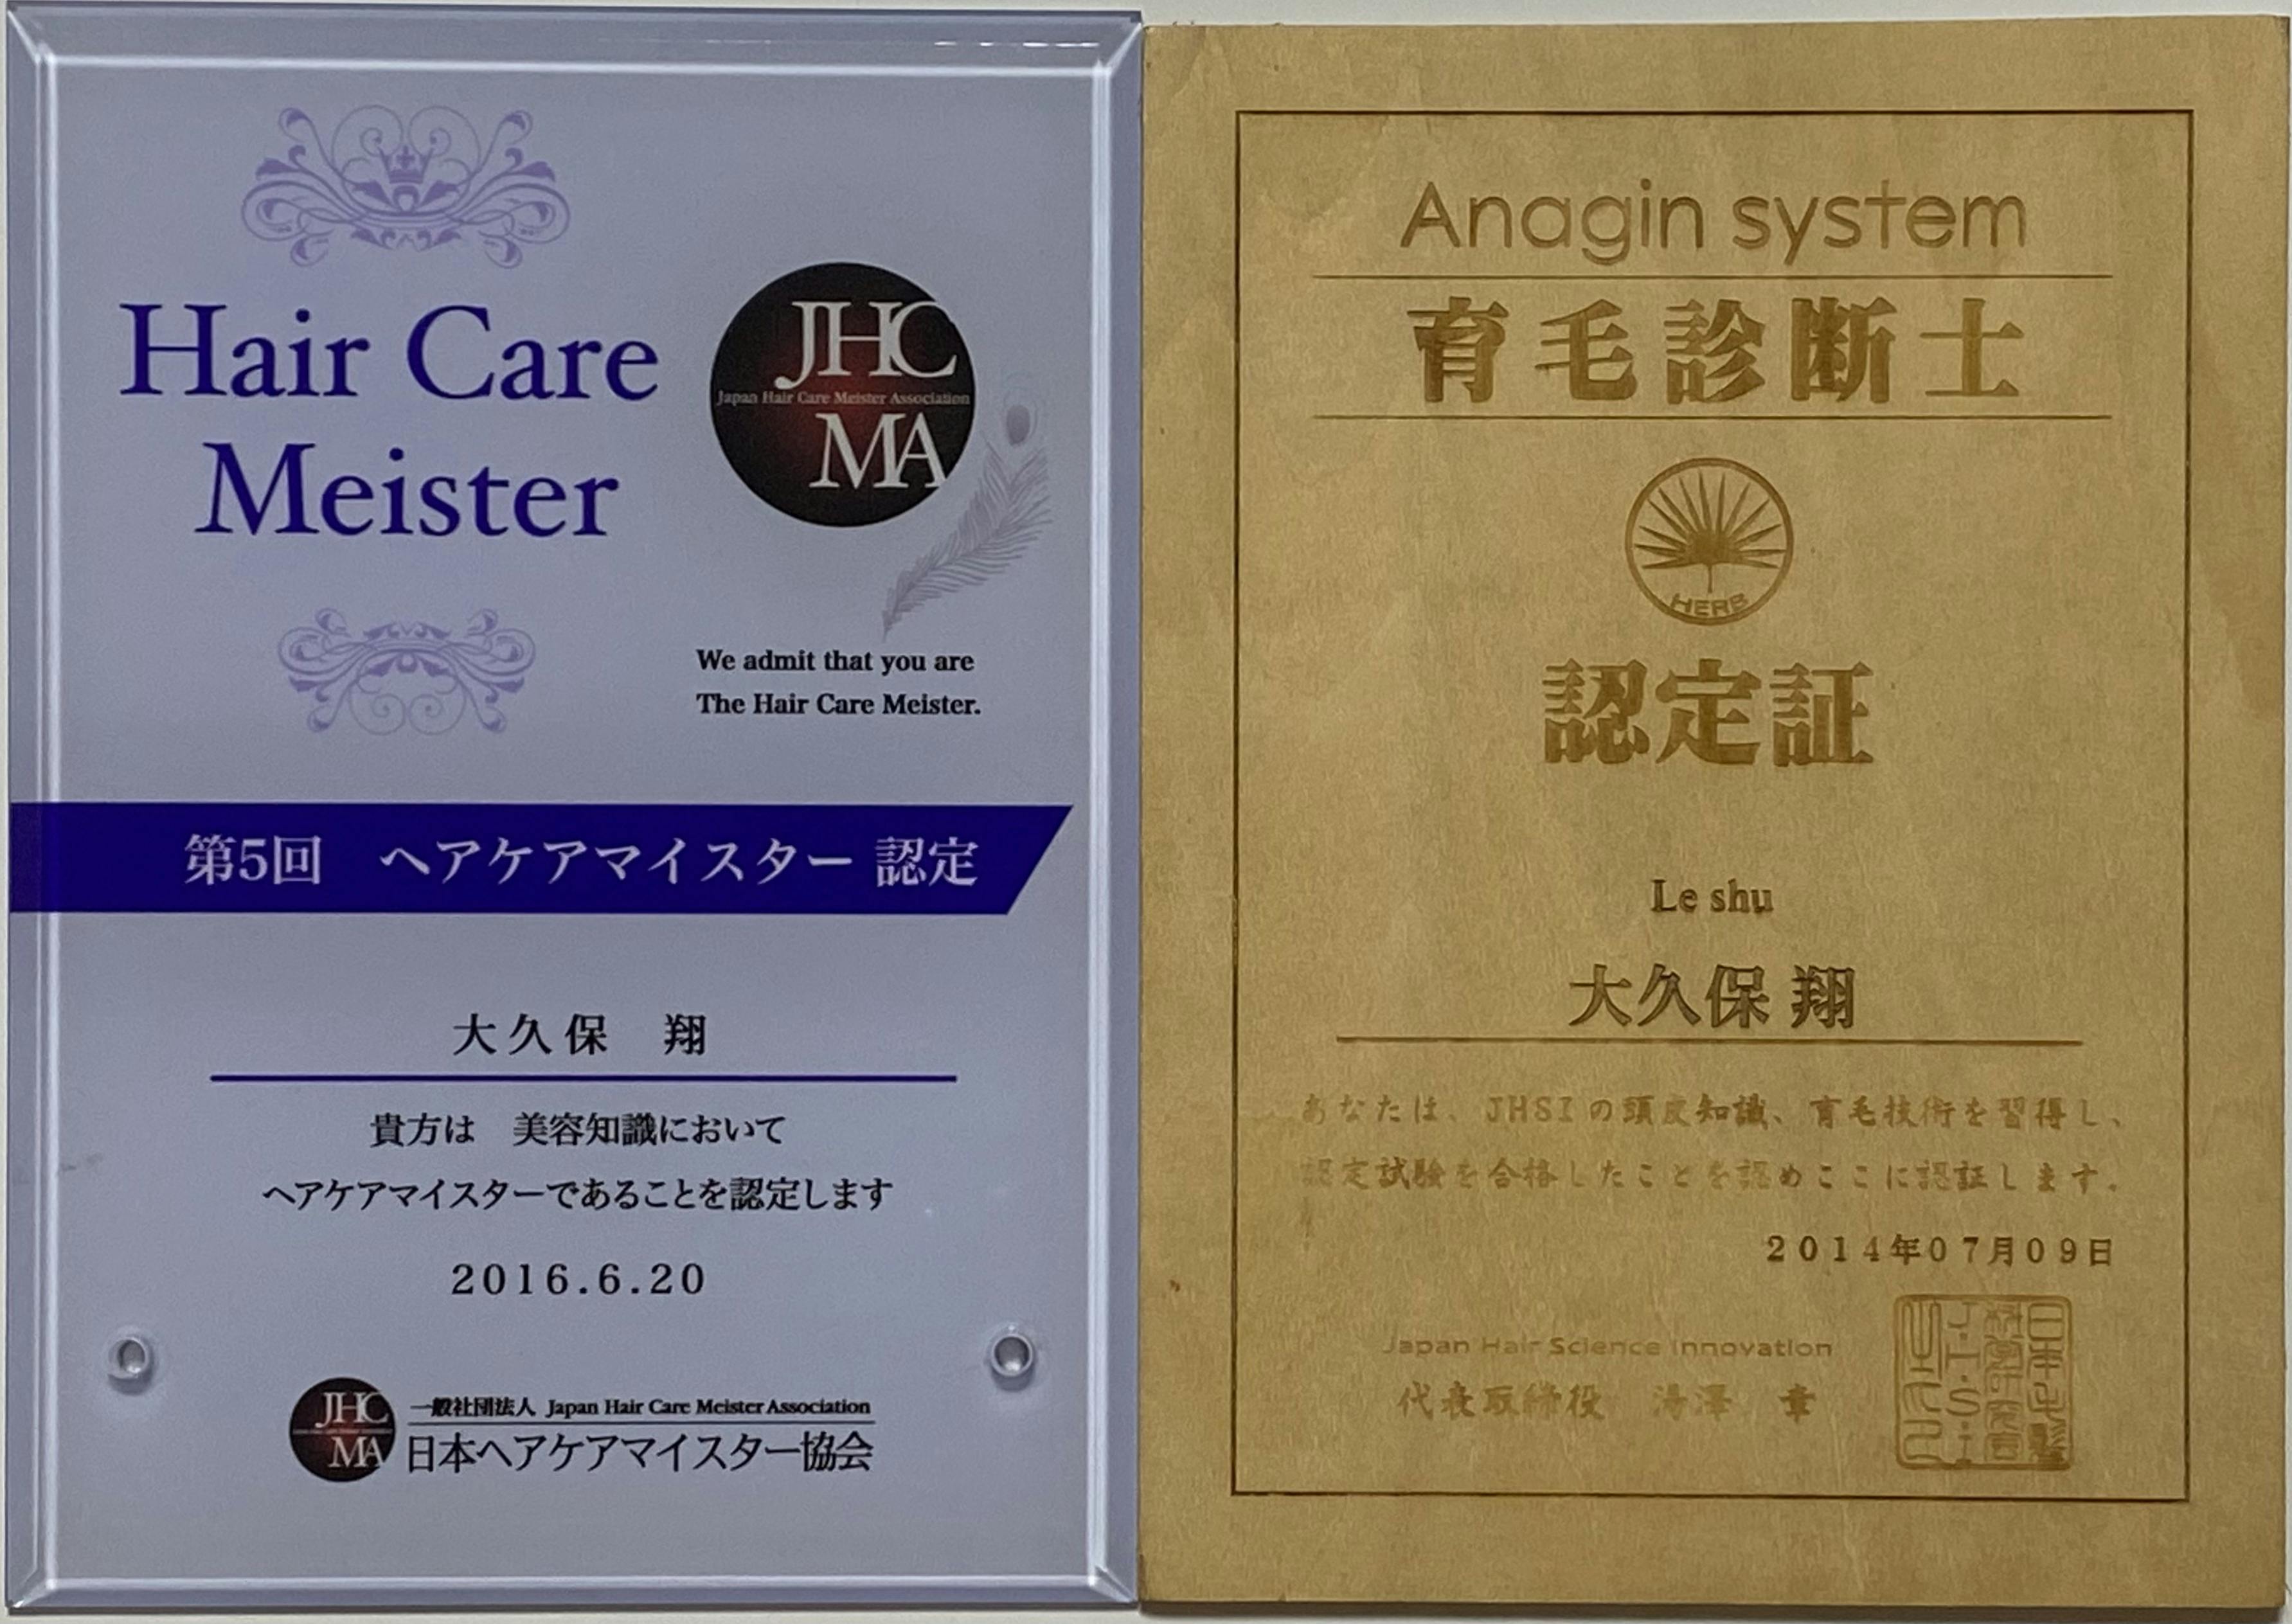 Hair Care
Meister
JHC
Japan Hair Care Meister Association
MA
We admit that you are
The Hair Care Meister.
第5回　ヘアケアマイスター 認定
大久保　翔
貴方は　美容知識において
ヘアケアマイスターであることを認定します
2016.6.20
JHC
MA
一般社団法人 Japan Hair Care Meister Association
日本ヘアケアマイスター協会
Anagin system
育毛診断士
HERB
認定証
Le shu
大久保 翔
あなたは、JHSIの頭皮知識、育毛技術を習得し、
認定試験を合格したことを認めここに認証します。
2014年07月09日
Japan Hair Science Innovation
代表取締役　湯澤　章